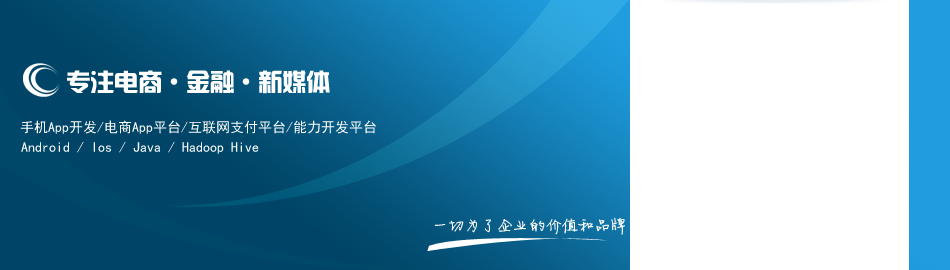 专注电商·金融·新媒体
手机App开发/电商App平台/互联网支付平台/能力开发平台
Android / Ios / Java / Hadoop Hive
一切为了企业的价值和品牌